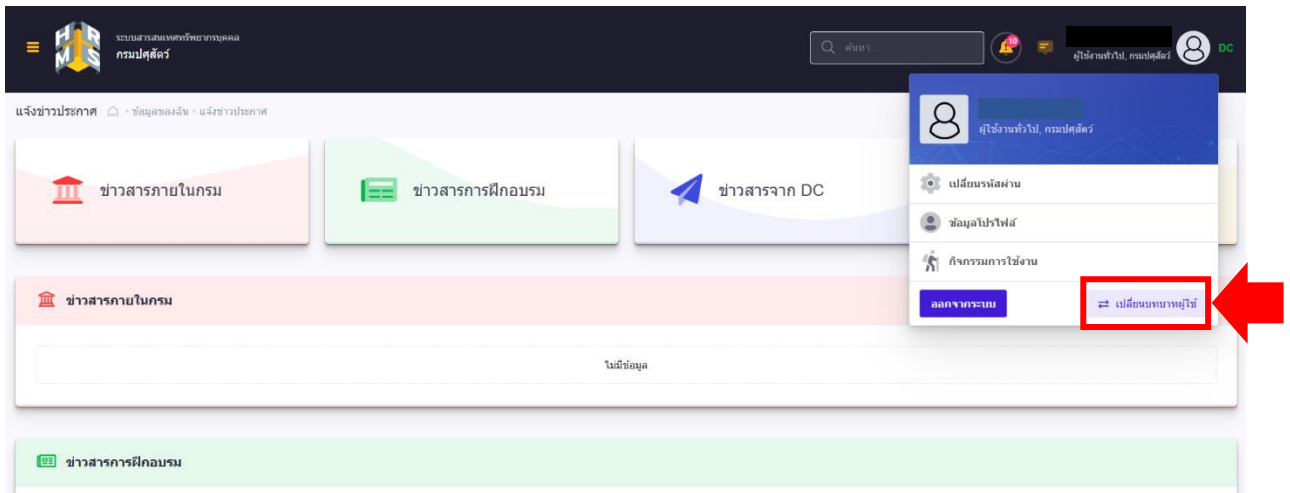 HR
MS
ระบบสารสนเทศทรัพยากรบุคคล
กรมปศุสัตว์
ค้นหา...
10
ผู้ใช้งานทั่วไป, กรมปศุสัตว์
DC
แจ้งข่าวประกาศ - ข้อมูลของฉัน - แจ้งข่าวประกาศ
ผู้ใช้งานทั่วไป, กรมปศุสัตว์
ข่าวสารภายในกรม
ข่าวสารการฝึกอบรม
ข่าวสารจาก DC
เปลี่ยนรหัสผ่าน
ข้อมูลโปรไฟล์
กิจกรรมการใช้งาน
ออกจากระบบ
เปลี่ยนบทบาทผู้ใช้
ข่าวสารภายในกรม
ไม่มีข้อมูล
ข่าวสารการฝึกอบรม